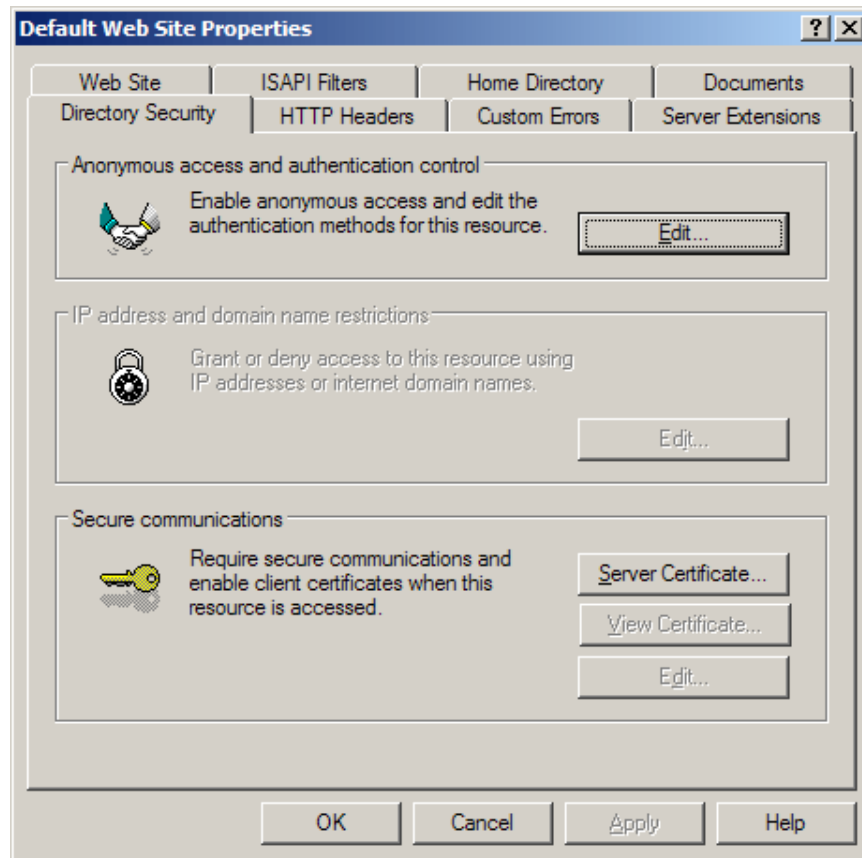 Default Web Site Properties
Web Site ISAPI Filters Home Directory Documents
Directory Security HTTP Headers Custom Errors Server Extensions
Anonymous access and authentication control
Enable anonymous access and edit the
authentication methods for this resource.
Edit...
IP address and domain name restrictions
Grant or deny access to this resource using
IP addresses or internet domain names.
Edit...
Secure communications
Require secure communications and
enable client certificates when this
resource is accessed.
Server Certificate...
View Certificate...
Edit...
OK Cancel Apply Help